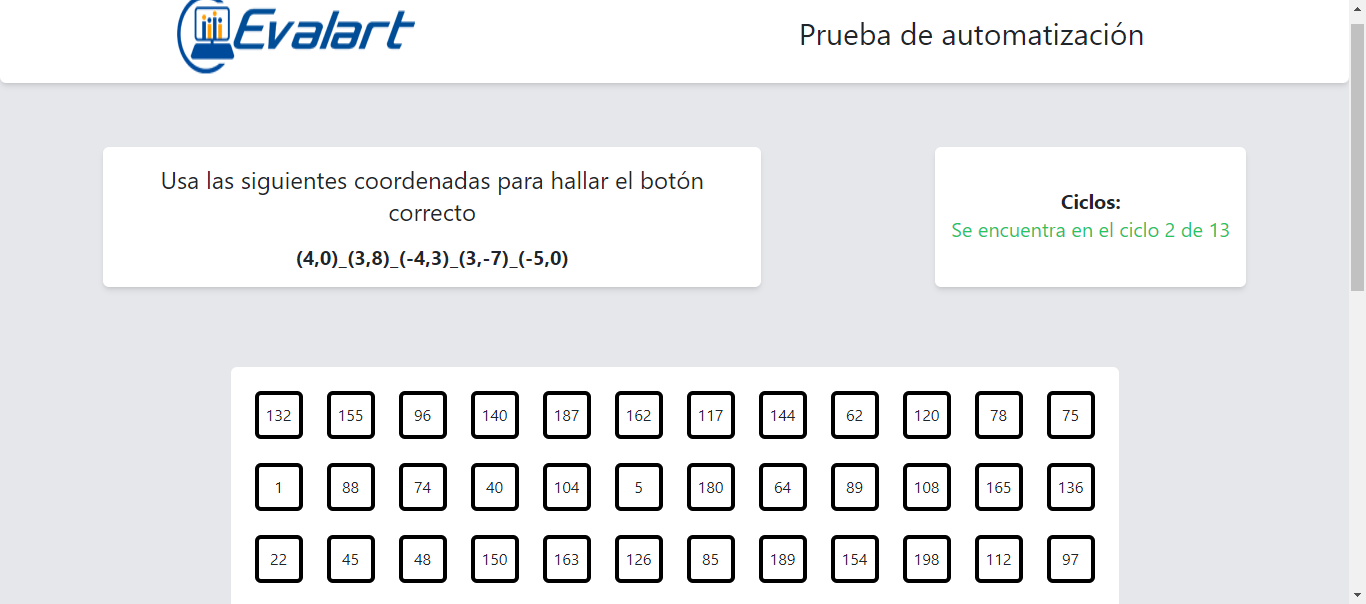 Evalart
Prueba de automatización
Usa las siguientes coordenadas para hallar el botón
correcto
(4,0)_(3,8)_(-4,3)_(3,-7)_(-5,0)
Ciclos:
Se encuentra en el ciclo 2 de 13
132 155 96 140 187 162 117 144 62 120 78 75
1 88 74 40 104 5 180 64 89 108 165 136
22 45 48 150 163 126 85 189 154 198 112 97